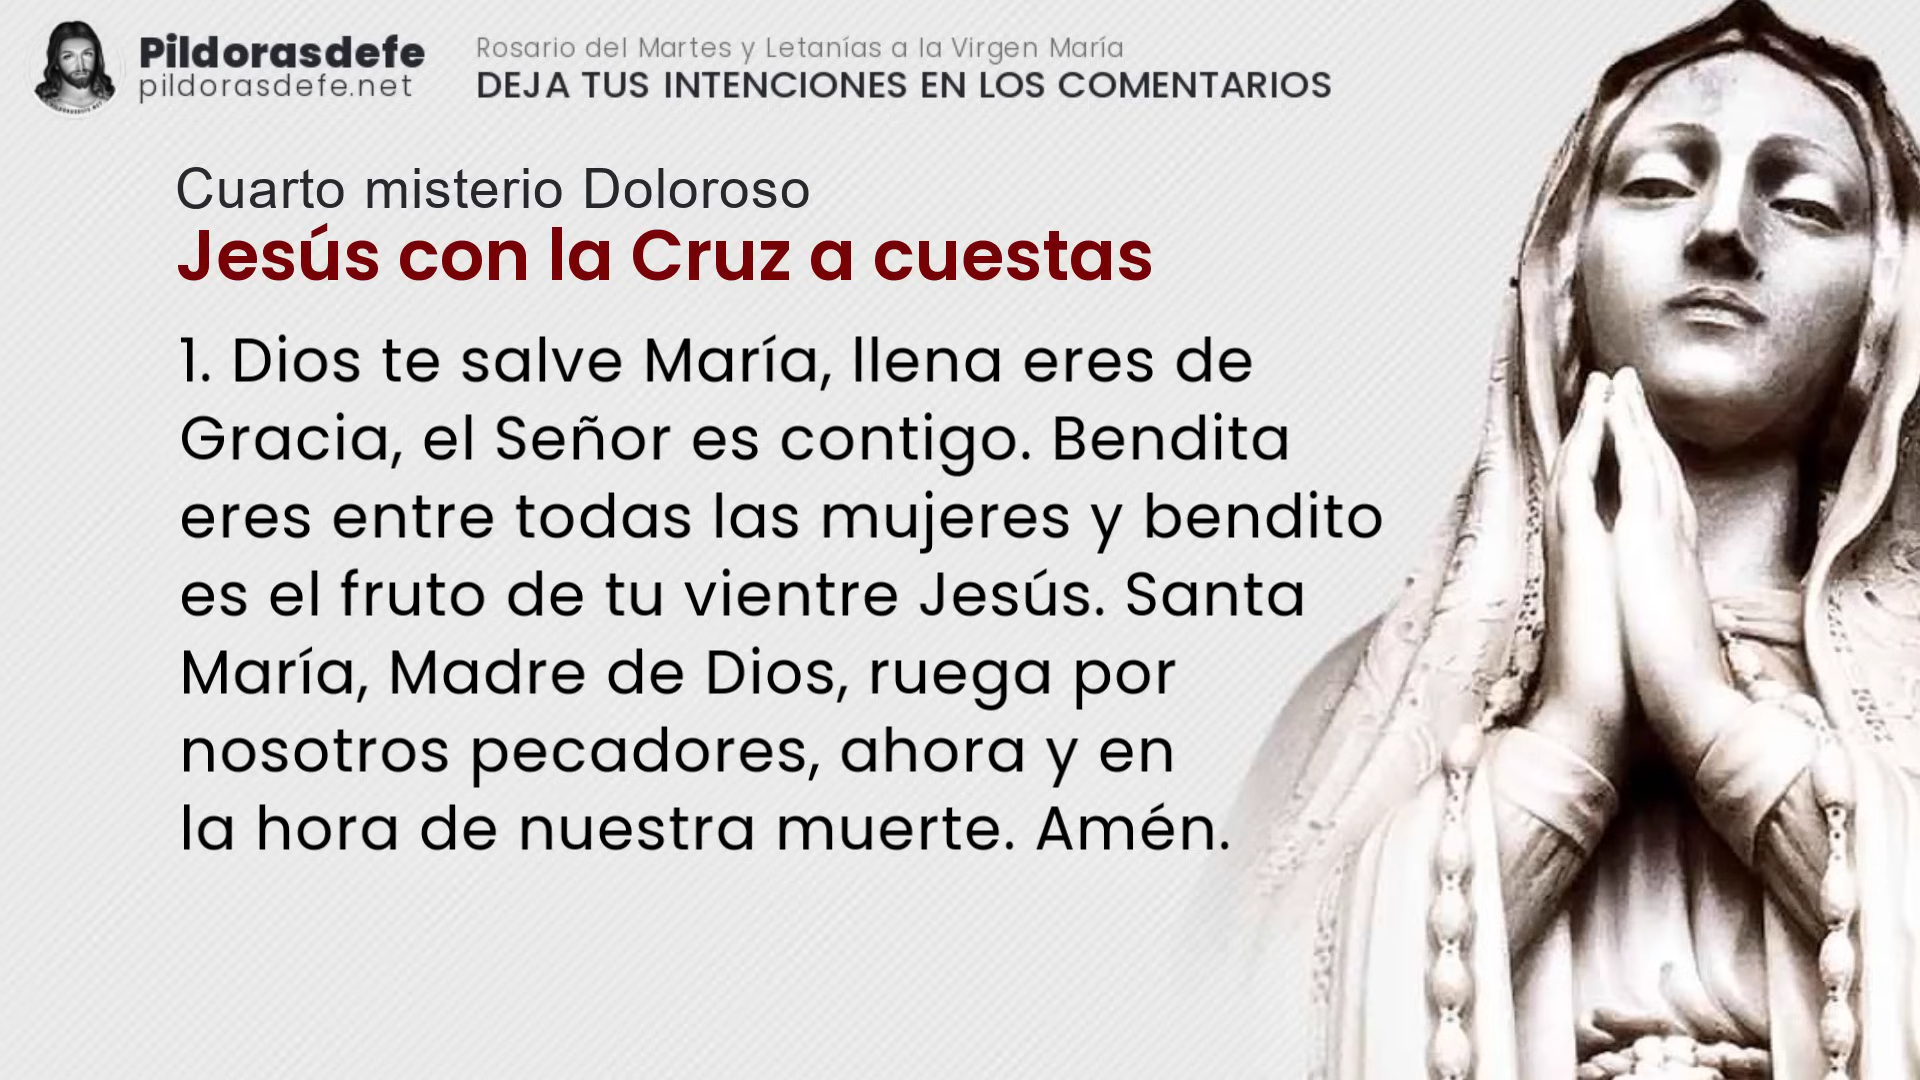 Pildorasdefe
pildorasdefe.net
Rosario del Martes y Letanías a la Virgen María
DEJA TUS INTENCIONES EN LOS COMENTARIOS
Cuarto misterio Doloroso
Jesús con la Cruz a cuestas
1. Dios te salve María, llena eres de
Gracia, el Señor es contigo. Bendita
eres entre todas las mujeres y bendito
es el fruto de tu vientre Jesús. Santa
María, Madre de Dios, ruega por
nosotros pecadores, ahora y en
la hora de nuestra muerte. Amén.